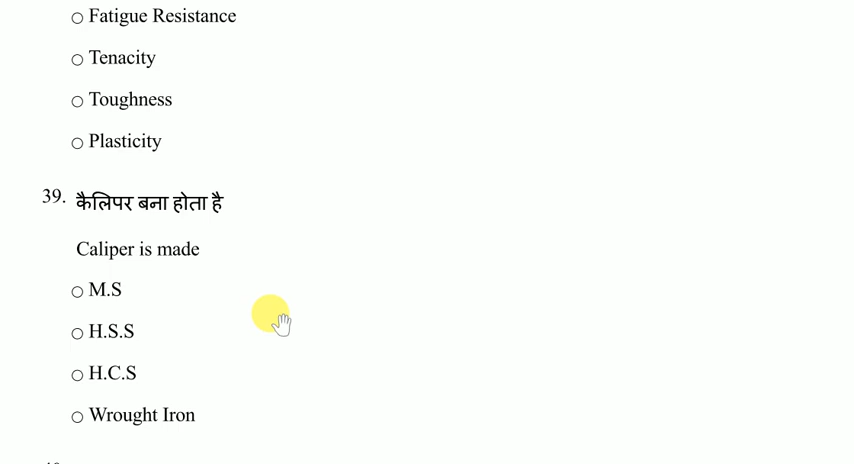 Fatigue Resistance
Tenacity
Toughness
Plasticity
39. कैलिपर बना होता है
Caliper is made
M.S
H.S.S
H.C.S
Wrought Iron